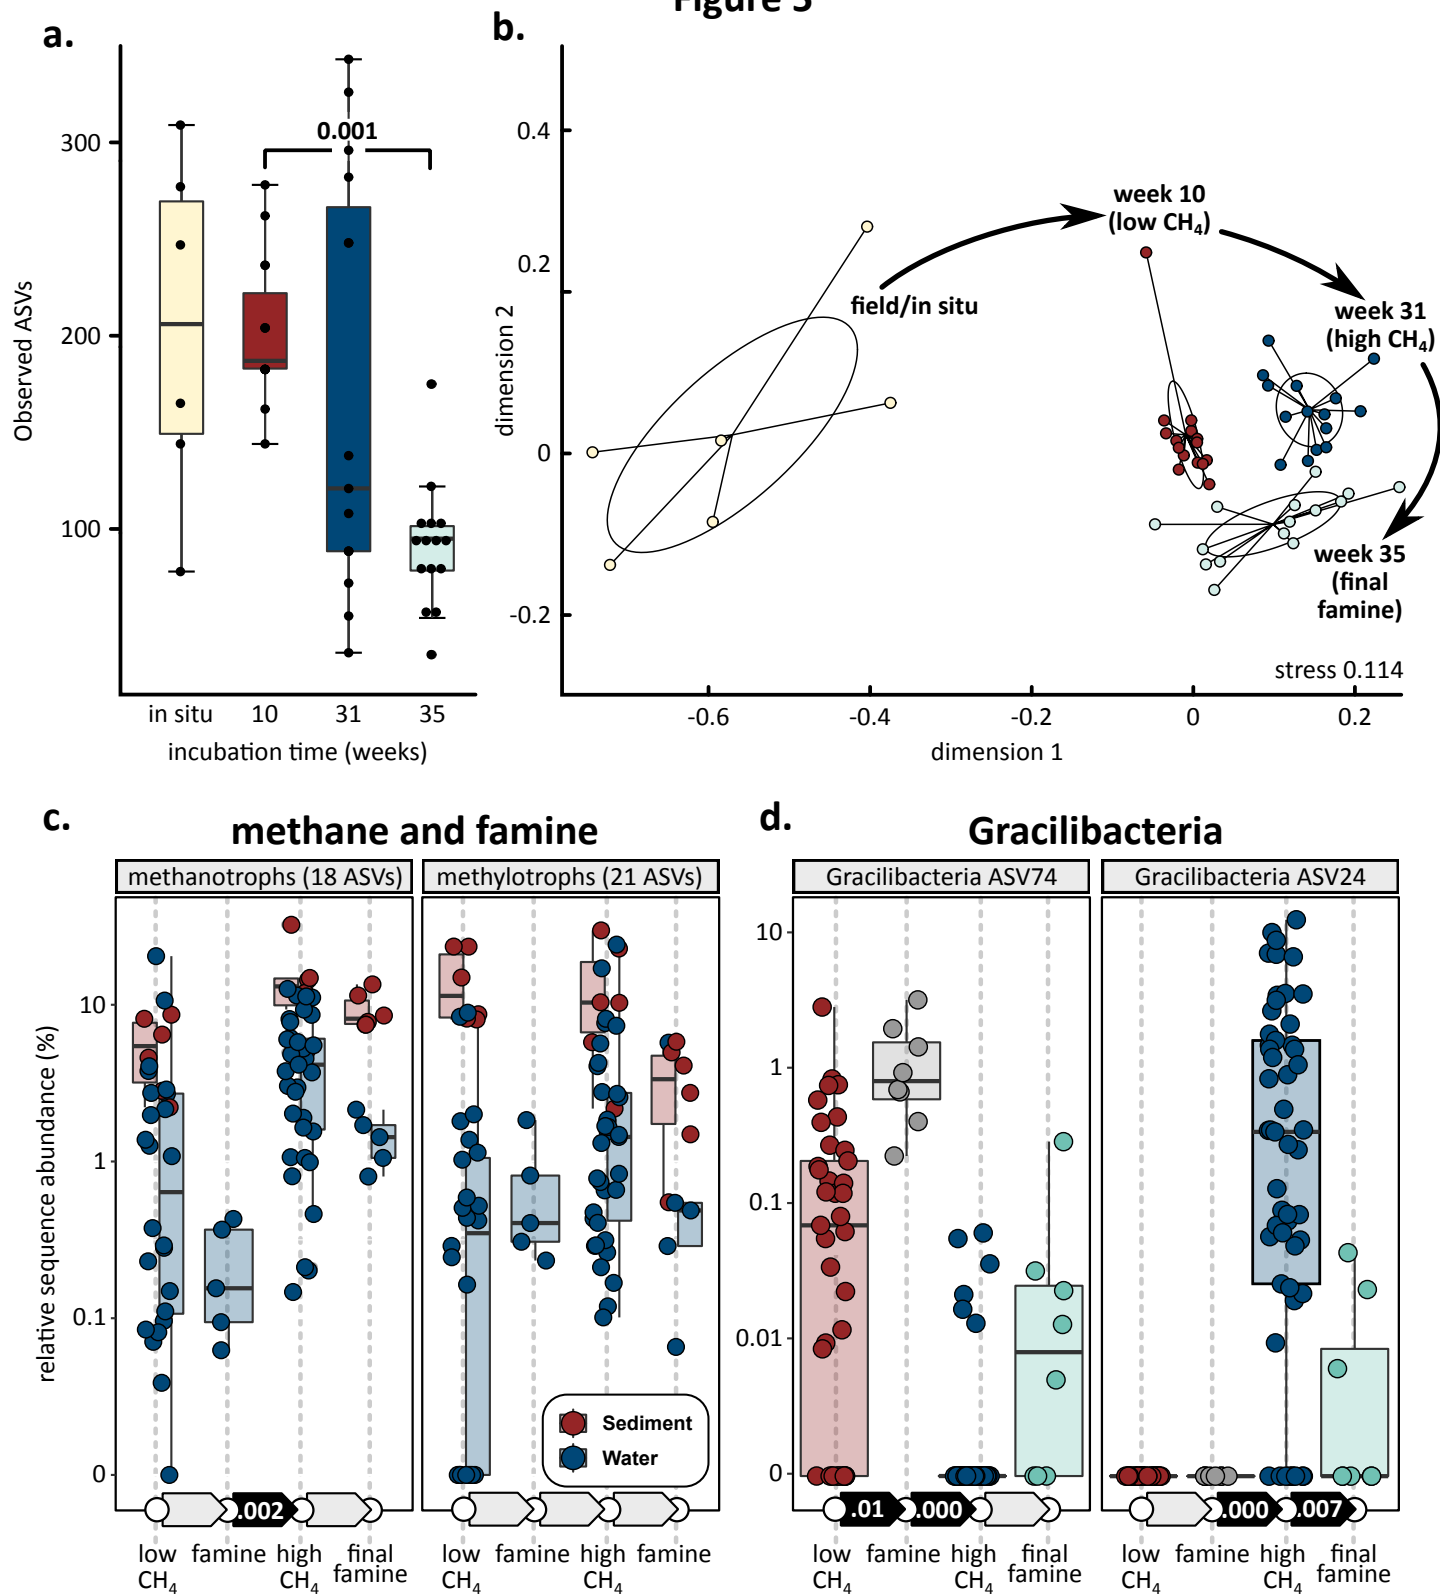 Figure 3
a.
300
200
100
Observed ASVs
0.001
in situ 10 31 35
incubation time (weeks)
b.
0.4
0.2
0
-0.2
dimension 2
field/in situ
week 10
(low CH4)
week 31
(high CH4)
week 35
(final
famine)
stress 0.114
-0.6 -0.4 -0.2 0 0.2
dimension 1
c.
methane and famine
methanotrophs (18 ASVs)
methylotrophs (21 ASVs)
relative sequence abundance (%)
10
1
0.1
0
Sediment
Water
.002
low
CH4
famine
high
CH4
final
famine
low
CH4
famine
high
CH4
famine
d.
Gracilibacteria
Gracilibacteria ASV74
Gracilibacteria ASV24
10
1
0.1
0.01
0
.01
.000
.000
.007
low
CH4
famine
high
CH4
final
famine
low
CH4
famine
high
CH4
final
famine